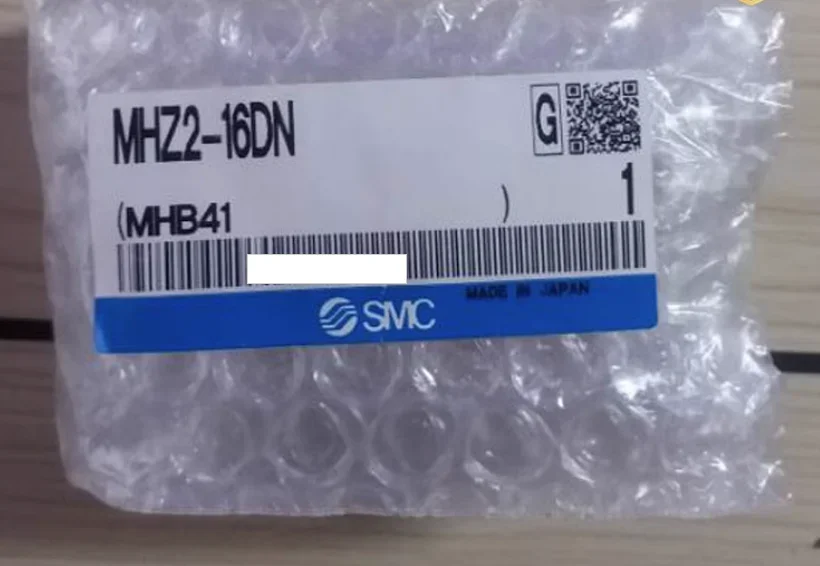 MHZ2-16DN
G
(MHB41 )
1
MADE IN JAPAN
SMC